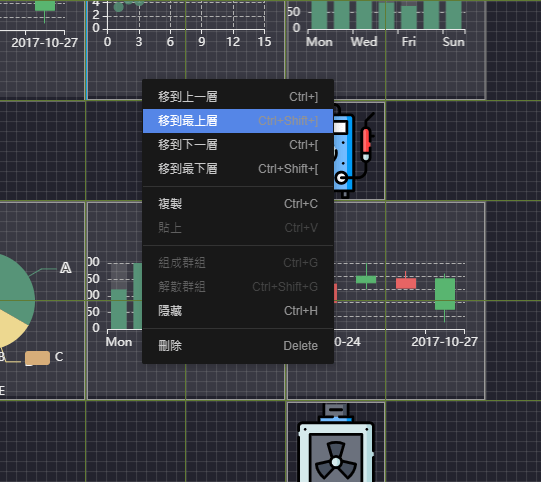 4
2
0
2017-10-27
0 3 6 9 12 15
50
0
Mon Wed Fri Sun
移到上一層 Ctrl+]
移到最上層 Ctrl+Shift+]
移到下一層 Ctrl+[
移到最下層 Ctrl+Shift+[
複製 Ctrl+C
貼上 Ctrl+V
組成群組 Ctrl+G
解散群組 Ctrl+Shift+G
隱藏 Ctrl+H
刪除 Delete
A
B
C
E
00
50
00
50
0
Mon
0-24 2017-10-27